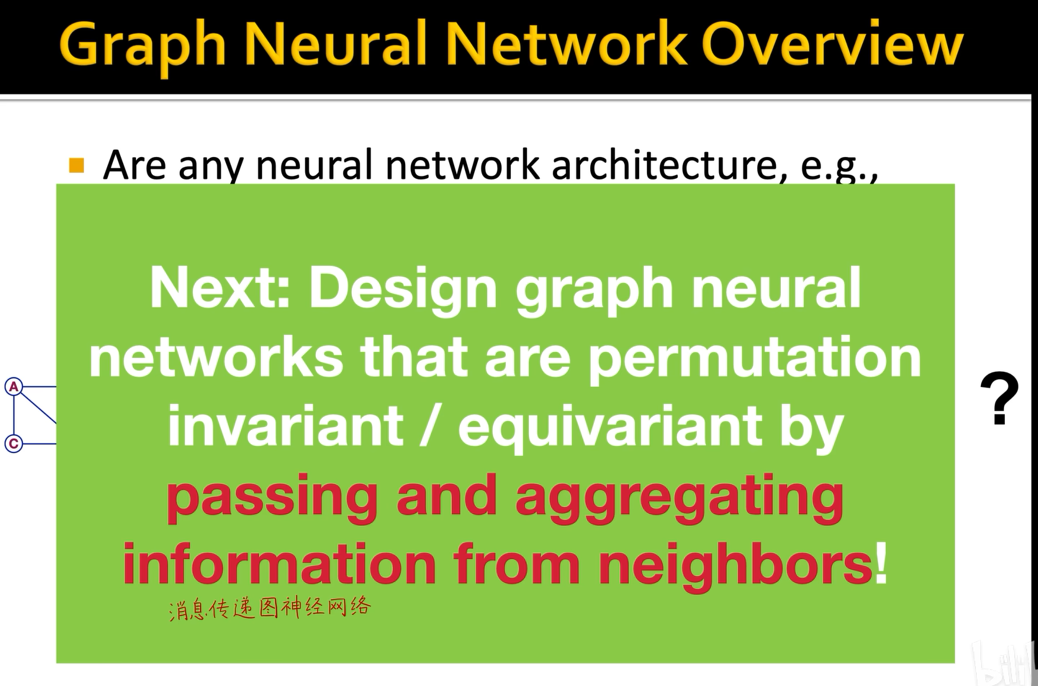 Graph Neural Network Overview
Are any neural network architecture, e.g.,
Next: Design graph neural
networks that are permutation
invariant / equivariant by
passing and aggregating
information from neighbors!
消息传递图神经网络
A
C
?
bili